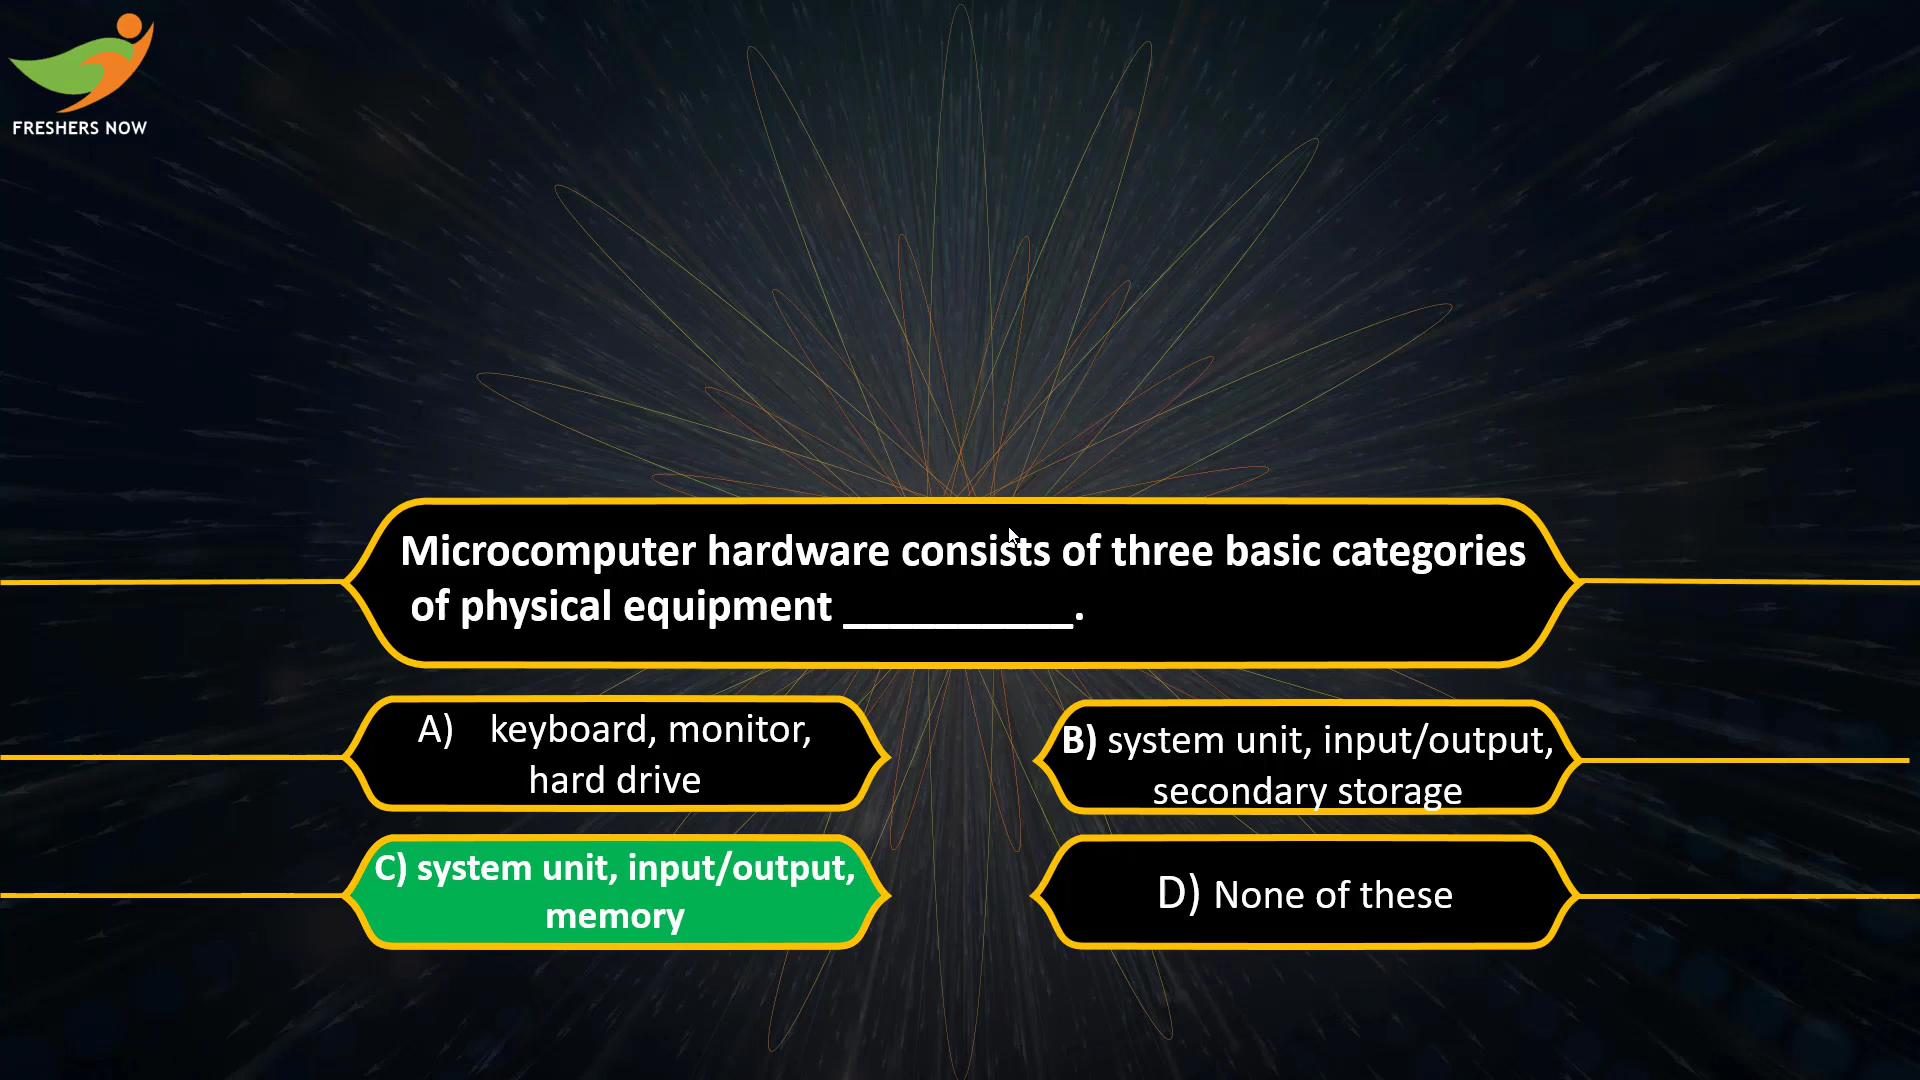 FRESHERS NOW
Microcomputer hardware consists of three basic categories
of physical equipment __________.
A) keyboard, monitor,
hard drive
B) system unit, input/output,
secondary storage
C) system unit, input/output,
memory
D) None of these